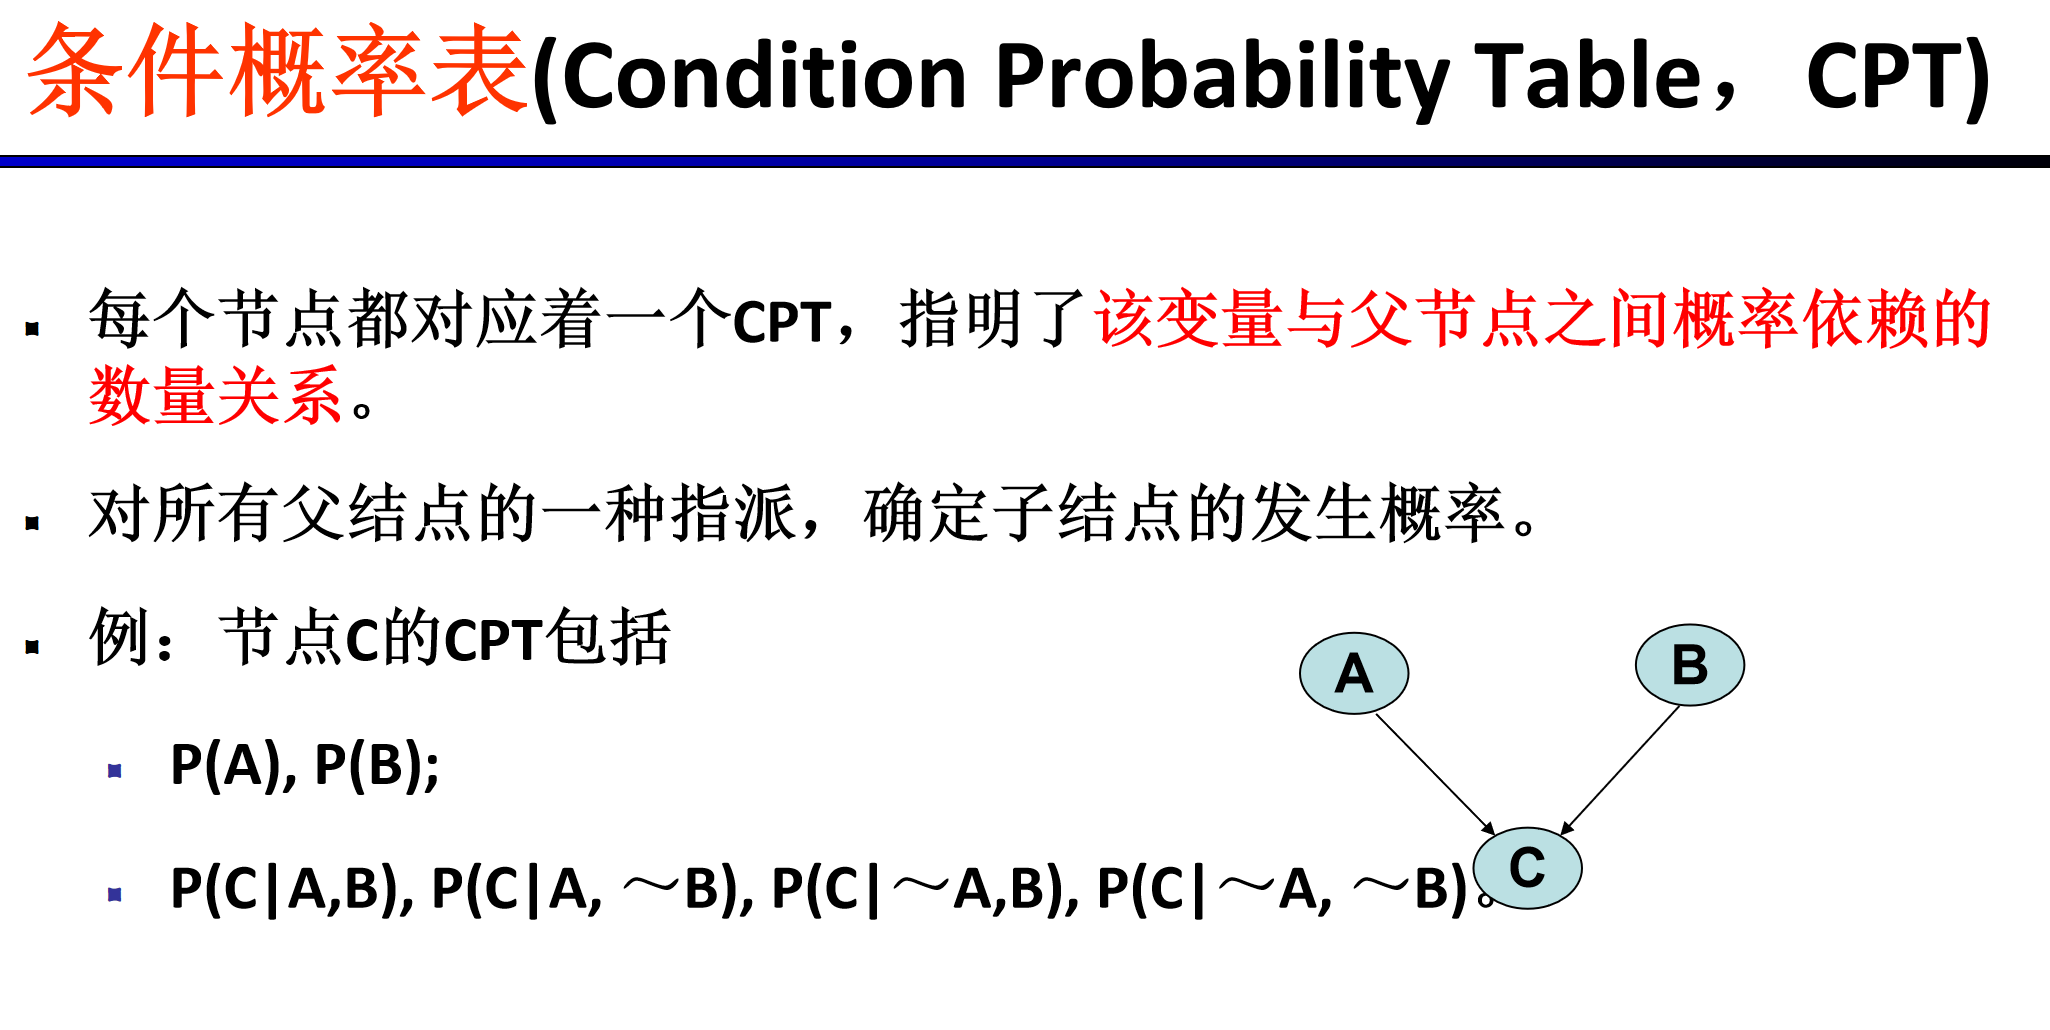 条件概率表(Condition Probability Table， CPT)
每个节点都对应着一个CPT，指明了该变量与父节点之间概率依赖的
数量关系。
对所有父结点的一种指派，确定子结点的发生概率。
例：节点C的CPT包括
A
B
P(A), P(B);
P(C|A,B), P(C|A, ～B), P(C|～A,B), P(C|～A, ～B)。
C